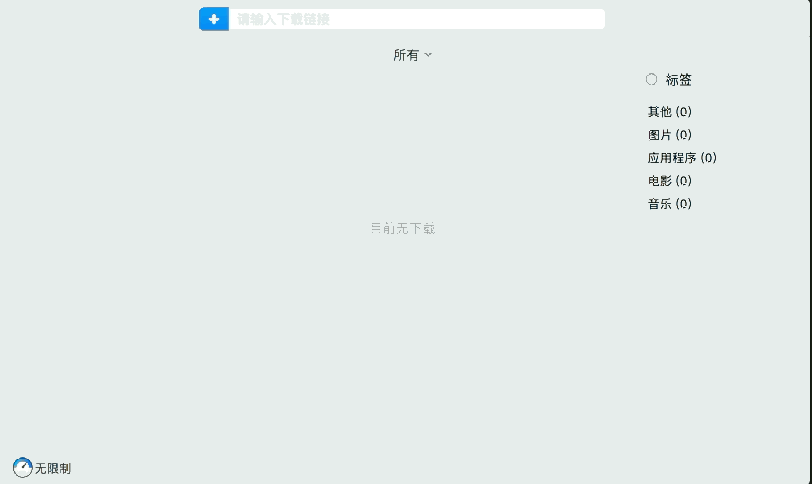 请输入下载链接
所有
标签
其他 (0)
图片 (0)
应用程序 (0)
电影 (0)
音乐 (0)
目前无下载
无限制